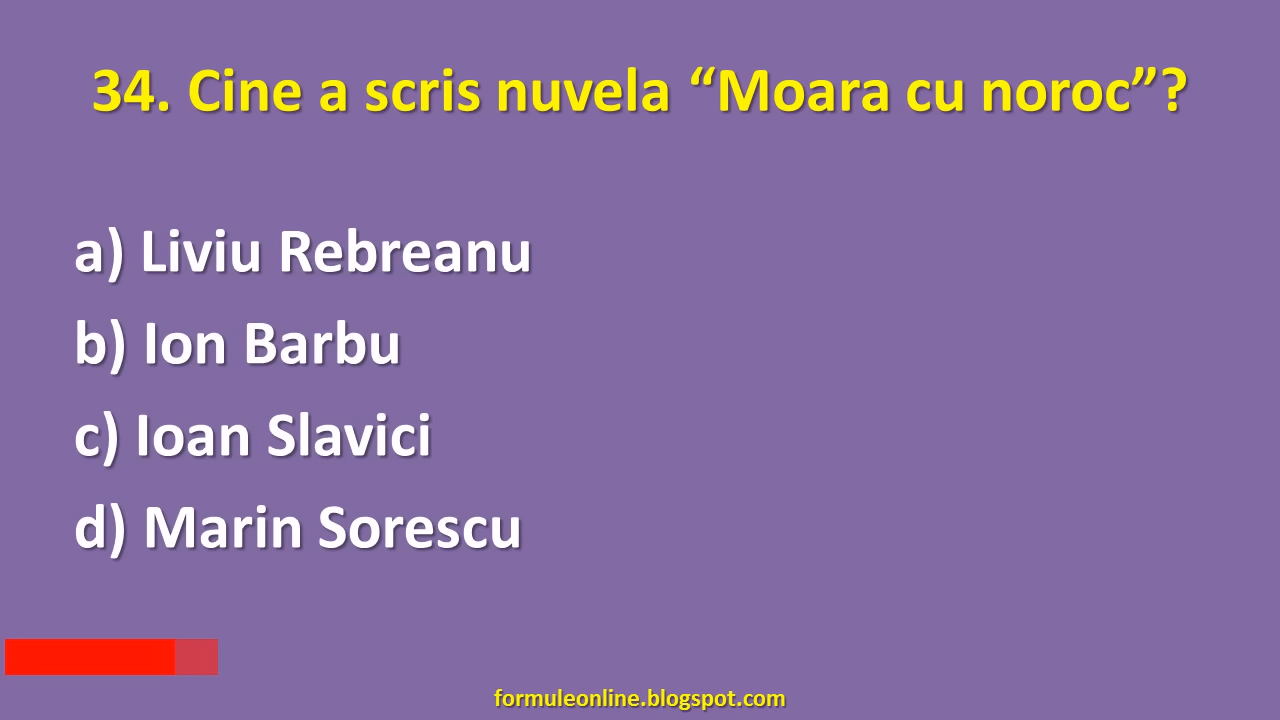 34. Cine a scris nuvela “Moara cu noroc”?
a) Liviu Rebreanu
b) Ion Barbu
c) Ioan Slavici
d) Marin Sorescu
formuleonline.blogspot.com